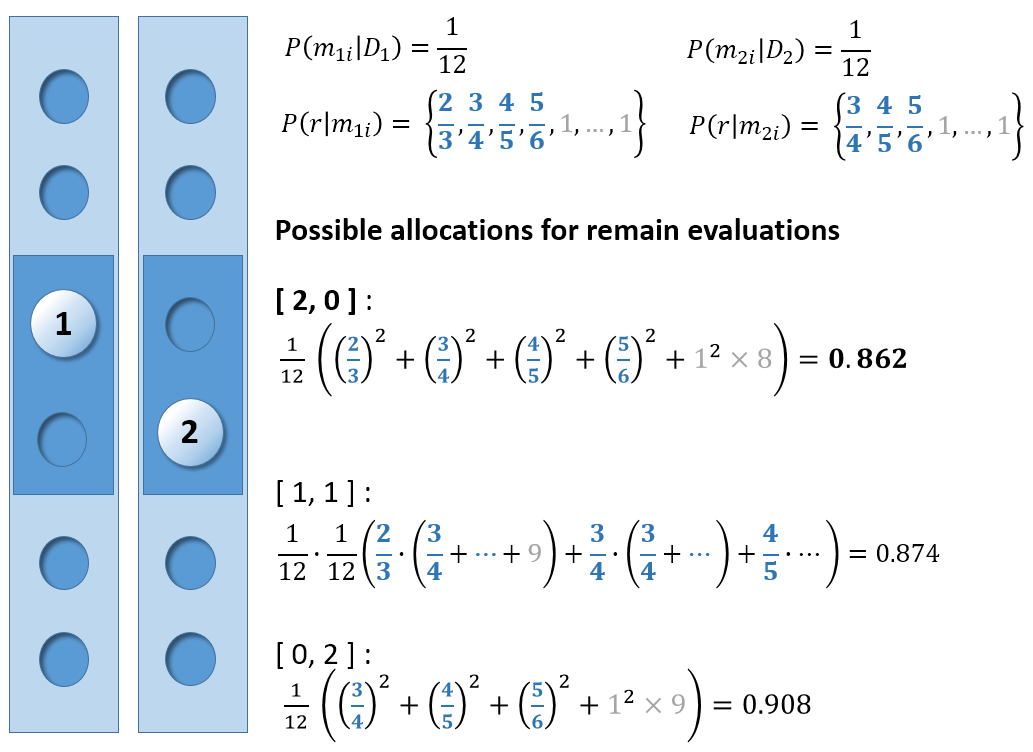 P(m₁ᵢ|D₁) = 1/12
P(m₂ᵢ|D₂) = 1/12
P(r|m₁ᵢ) = {2/3, 3/4, 4/5, 5/6, 1, …, 1}
P(r|m₂ᵢ) = {3/4, 4/5, 5/6, 1, …, 1}
Possible allocations for remain evaluations
[ 2, 0 ] :
1/12 ((2/3)² + (3/4)² + (4/5)² + (5/6)² + 1² × 8) = 0.862
1
2
[ 1, 1 ] :
1/12 · 1/12 (2/3 · (3/4 + ⋯ + 9) + 3/4 · (3/4 + ⋯ ) + 4/5 · ⋯ ) = 0.874
[ 0, 2 ] :
1/12 ((3/4)² + (4/5)² + (5/6)² + 1² × 9) = 0.908